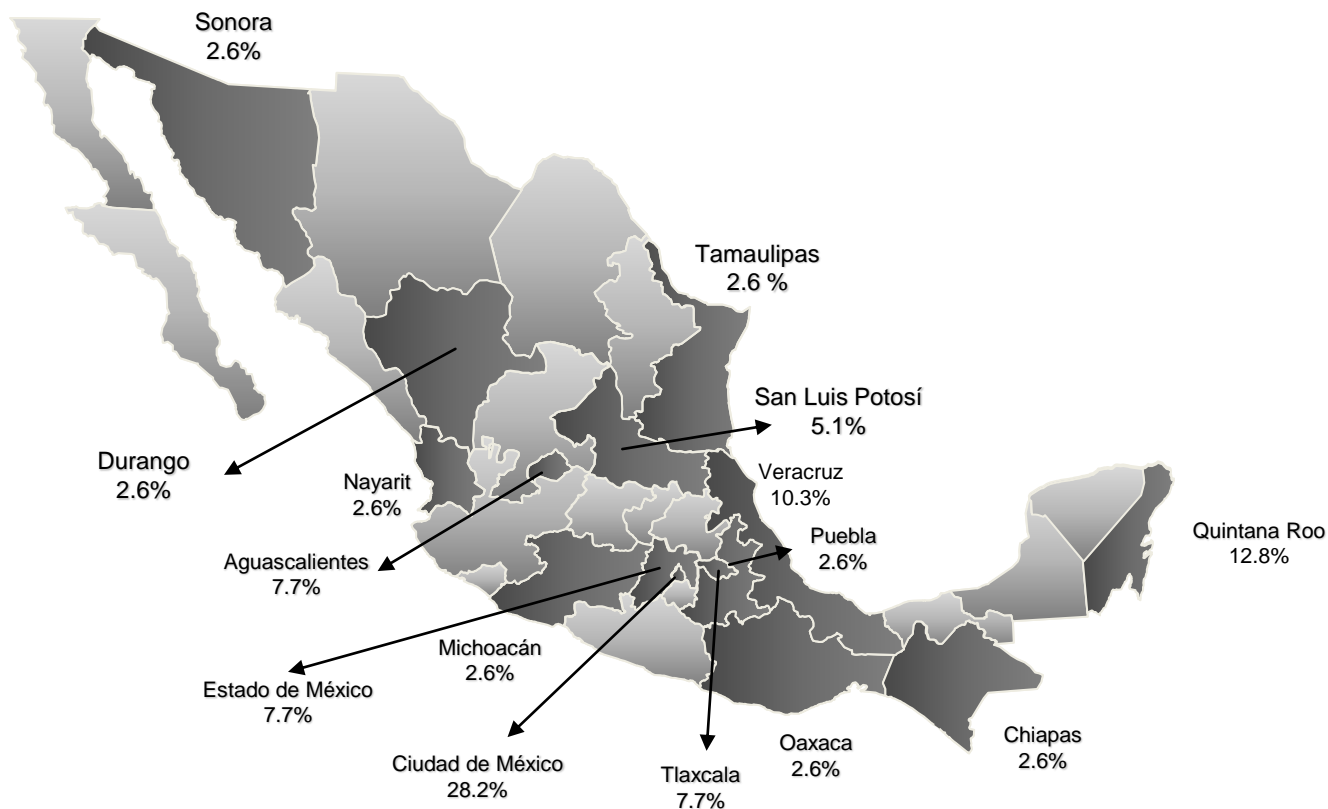 Sonora
2.6%
Tamaulipas
2.6 %
San Luis Potosí
5.1%
Durango
2.6%
Nayarit
2.6%
Veracruz
10.3%
Quintana Roo
12.8%
Puebla
2.6%
Aguascalientes
7.7%
Michoacán
2.6%
Estado de México
7.7%
Ciudad de México
28.2%
Tlaxcala
7.7%
Oaxaca
2.6%
Chiapas
2.6%